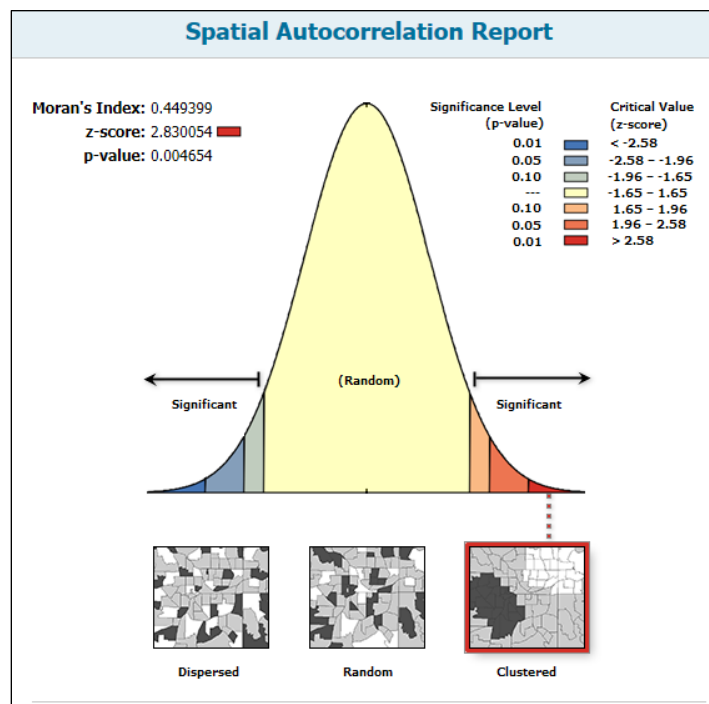 Spatial Autocorrelation Report
Moran's Index: 0.449399
z-score: 2.830054
p-value: 0.004654
Significance Level
(p-value)
Critical Value
(z-score)
0.01 < -2.58
0.05 -2.58 – -1.96
0.10 -1.96 – -1.65
--- -1.65 – 1.65
0.10 1.65 – 1.96
0.05 1.96 – 2.58
0.01 > 2.58
(Random)
Significant
Significant
Dispersed
Random
Clustered